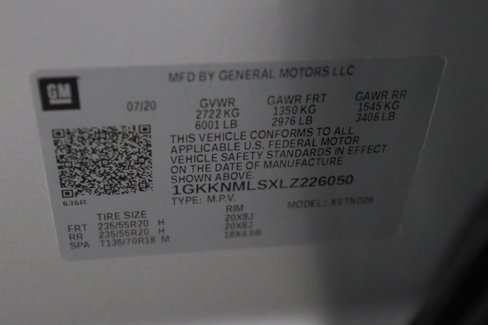 MFD BY GENERAL MOTORS LLC
GM
07/20 GVWR GAWR FRT GAWR RR
2722 KG 1350 KG 1545 KG
6001 LB 2976 LB 3406 LB
THIS VEHICLE CONFORMS TO ALL
APPLICABLE U.S. FEDERAL MOTOR
VEHICLE SAFETY STANDARDS IN EFFECT
ON THE DATE OF MANUFACTURE
SHOWN ABOVE.
636R
1GKKNMLSXLZ226050
TYPE: M.P.V. MODEL:
TIRE SIZE RIM
FRT 235/55R20 H 20X8J
RR 235/55R20 H 20X8J
SPA T135/70R18 M 18X4.5B